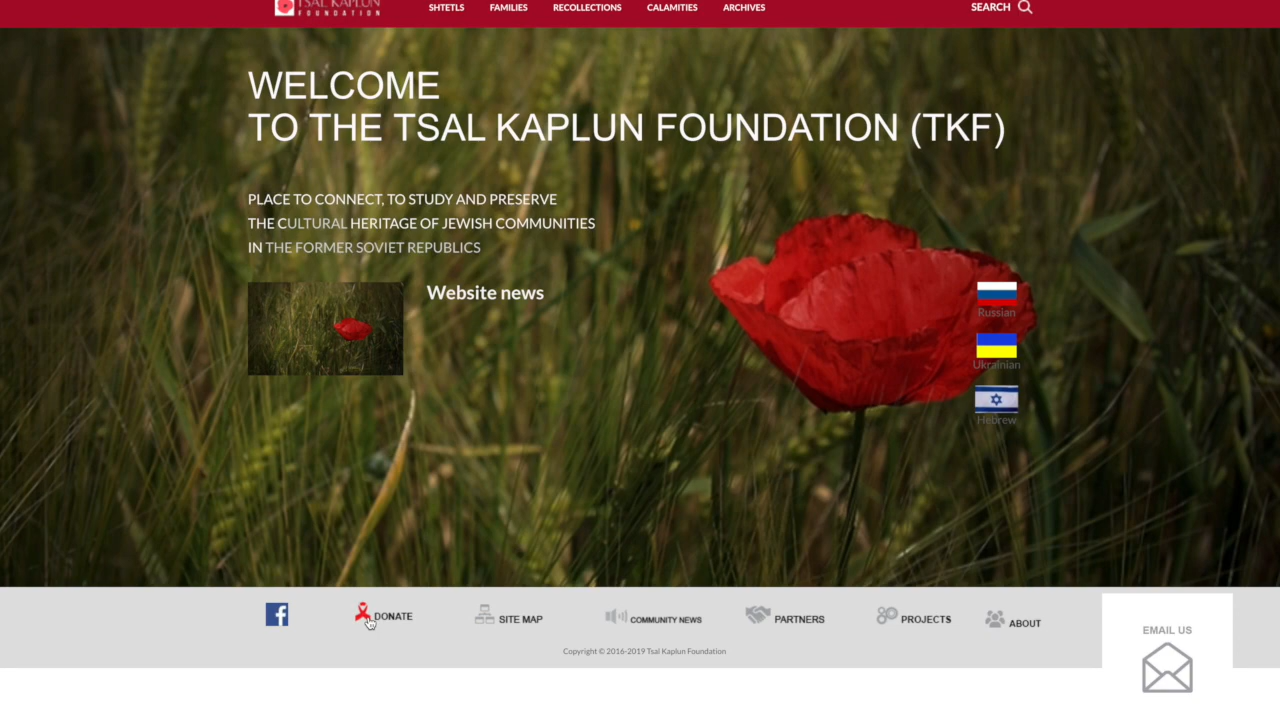 TSAL KAPLUN
FOUNDATION
SHTETLS FAMILIES RECOLLECTIONS CALAMITIES ARCHIVES
SEARCH
WELCOME
TO THE TSAL KAPLUN FOUNDATION (TKF)
PLACE TO CONNECT, TO STUDY AND PRESERVE
THE CULTURAL HERITAGE OF JEWISH COMMUNITIES
IN THE FORMER SOVIET REPUBLICS
Website news
Russian
Ukrainian
Hebrew
DONATE
SITE MAP
COMMUNITY NEWS
PARTNERS
PROJECTS
ABOUT
EMAIL US
Copyright © 2016-2019 Tsal Kaplun Foundation